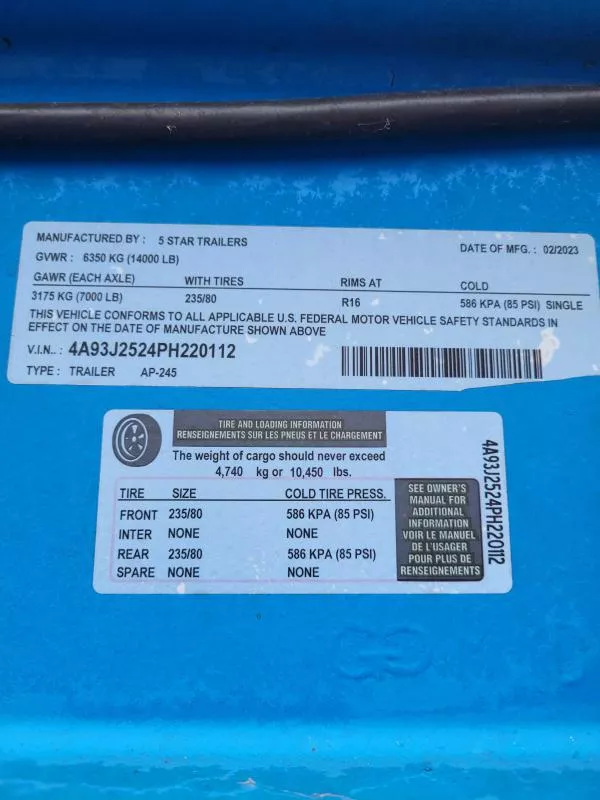 MANUFACTURED BY : 5 STAR TRAILERS DATE OF MFG. : 02/2023
GVWR : 6350 KG (14000 LB)
GAWR (EACH AXLE) WITH TIRES RIMS AT COLD
3175 KG (7000 LB) 235/80 R16 586 KPA (85 PSI) SINGLE
THIS VEHICLE CONFORMS TO ALL APPLICABLE U.S. FEDERAL MOTOR VEHICLE SAFETY STANDARDS IN
EFFECT ON THE DATE OF MANUFACTURE SHOWN ABOVE
V.I.N.. : 4A93J2524PH220112
TYPE : TRAILER AP-245
TIRE AND LOADING INFORMATION
RENSEIGNEMENTS SUR LES PNEUS ET LE CHARGEMENT
The weight of cargo should never exceed
4,740 kg or 10,450 lbs.
TIRE SIZE COLD TIRE PRESS.
FRONT 235/80 586 KPA (85 PSI)
INTER NONE NONE
REAR 235/80 586 KPA (85 PSI)
SPARE NONE NONE
SEE OWNER'S
MANUAL FOR
ADDITIONAL
INFORMATION
VOIR LE MANUEL
DE L'USAGER
POUR PLUS DE
RENSEIGNEMENTS
4A93J2524PH220112